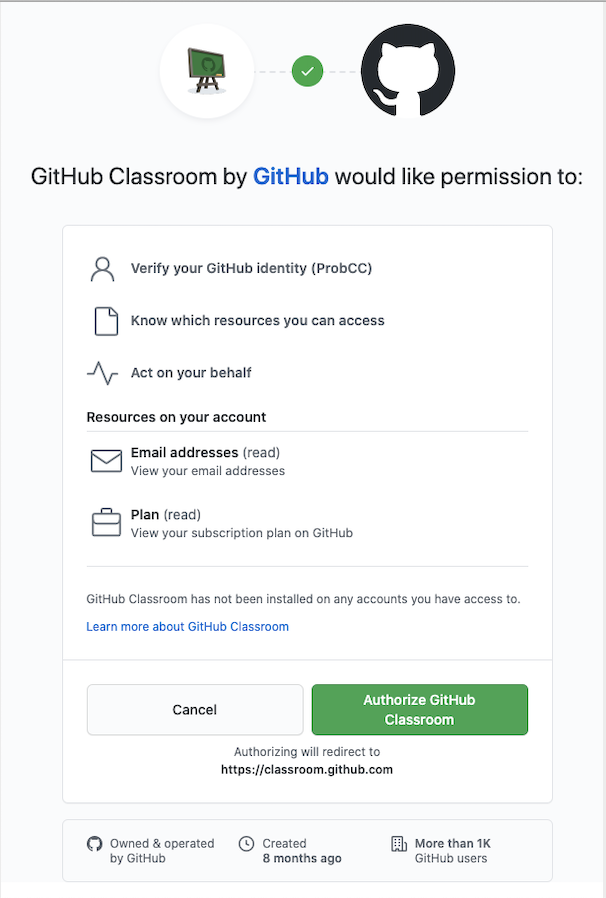 GitHub Classroom by GitHub would like permission to:
Verify your GitHub identity (ProbCC)
Know which resources you can access
Act on your behalf
Resources on your account
Email addresses (read)
View your email addresses
Plan (read)
View your subscription plan on GitHub
GitHub Classroom has not been installed on any accounts you have access to.
Learn more about GitHub Classroom
Cancel
Authorize GitHub
Classroom
Authorizing will redirect to
https://classroom.github.com
Owned & operated
by GitHub
Created
8 months ago
More than 1K
GitHub users